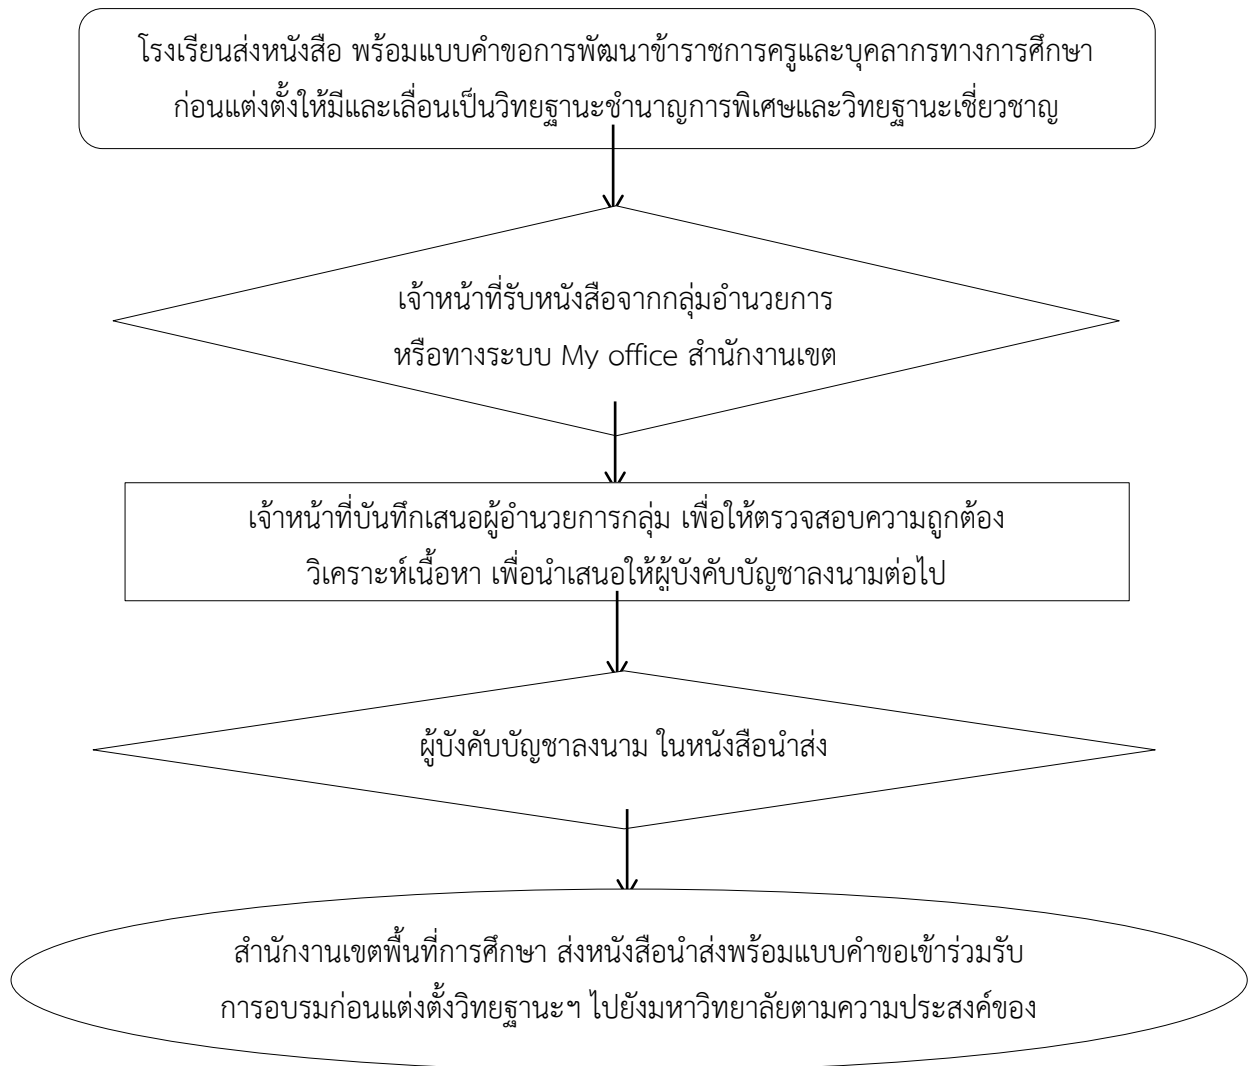 โรงเรียนส่งหนังสือ พร้อมแบบคำขอการพัฒนาข้าราชการครูและบุคลากรทางการศึกษา
ก่อนแต่งตั้งให้มีและเลื่อนเป็นวิทยฐานะชำนาญการพิเศษและวิทยฐานะเชี่ยวชาญ
เจ้าหน้าที่รับหนังสือจากกลุ่มอำนวยการ
หรือทางระบบ My office สำนักงานเขต
เจ้าหน้าที่บันทึกเสนอผู้อำนวยการกลุ่ม เพื่อให้ตรวจสอบความถูกต้อง
วิเคราะห์เนื้อหา เพื่อนำเสนอให้ผู้บังคับบัญชาลงนามต่อไป
ผู้บังคับบัญชาลงนาม ในหนังสือนำส่ง
สำนักงานเขตพื้นที่การศึกษา ส่งหนังสือนำส่งพร้อมแบบคำขอเข้าร่วมรับ
การอบรมก่อนแต่งตั้งวิทยฐานะฯ ไปยังมหาวิทยาลัยตามความประสงค์ของ